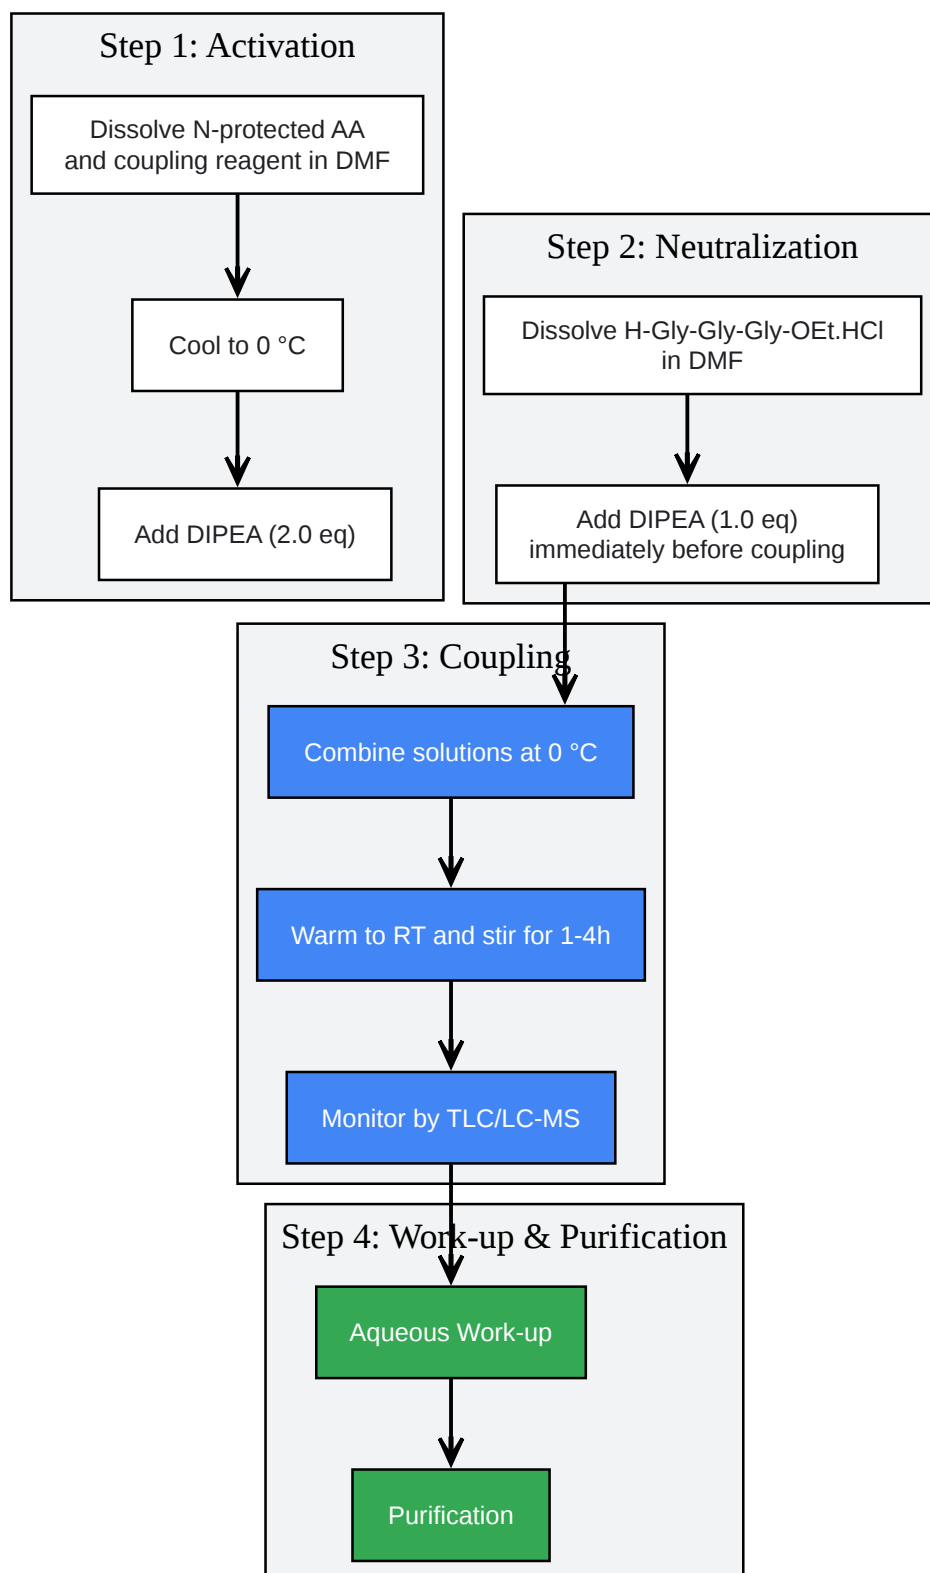 Step 1: Activation
Dissolve N-protected AA
and coupling reagent in DMF
Cool to 0 °C
Add DIPEA (2.0 eq)
Step 2: Neutralization
Dissolve H-Gly-Gly-Gly-OEt.HCl
in DMF
Add DIPEA (1.0 eq)
immediately before coupling
Step 3: Coupling
Combine solutions at 0 °C
Warm to RT and stir for 1-4h
Monitor by TLC/LC-MS
Step 4: Work-up & Purification
Aqueous Work-up
Purification